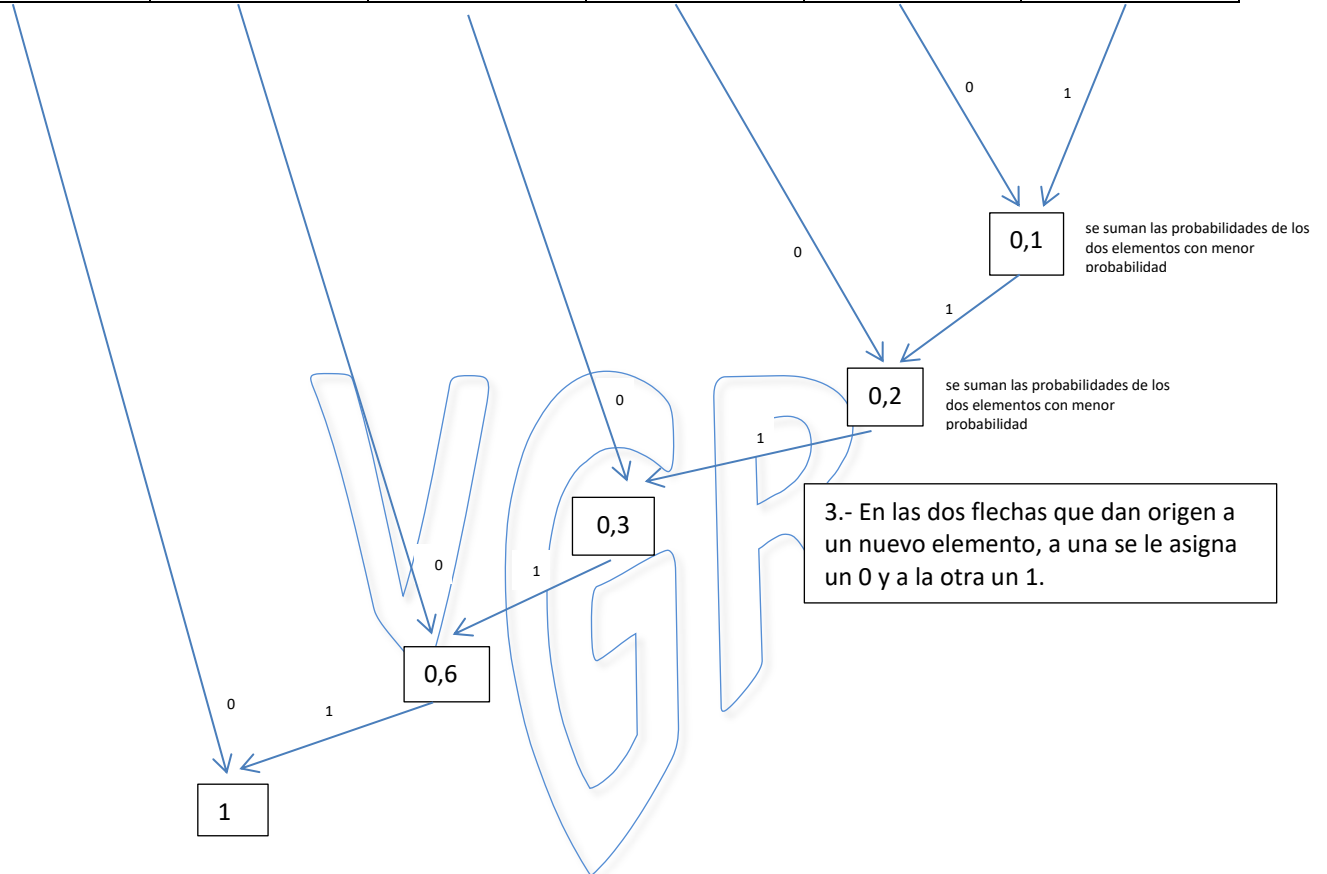 0
1
0,1
se suman las probabilidades de los
dos elementos con menor
probabilidad
0
1
0,2
se suman las probabilidades de los
dos elementos con menor
probabilidad
0
1
0,3
3.- En las dos flechas que dan origen a
un nuevo elemento, a una se le asigna
un 0 y a la otra un 1.
0
1
0,6
0
1
1
VGP